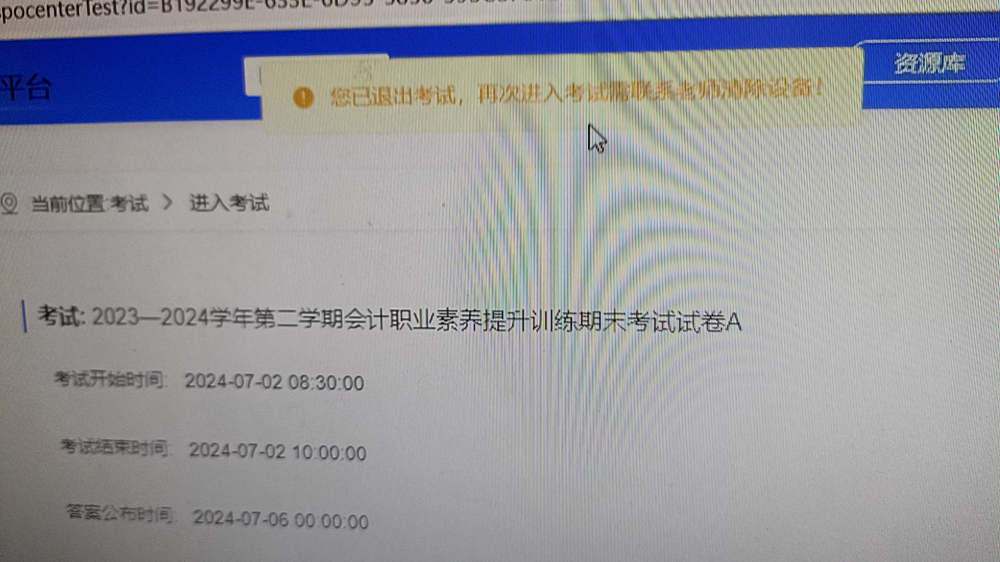 资源库
平台
您已退出考试，再次进入考试需联系老师清除设备！
当前位置:考试 > 进入考试
考试: 2023—2024学年第二学期会计职业素养提升训练期末考试试卷A
考试开始时间: 2024-07-02 08:30:00
考试结束时间: 2024-07-02 10:00:00
答案公布时间: 2024-07-06 00:00:00